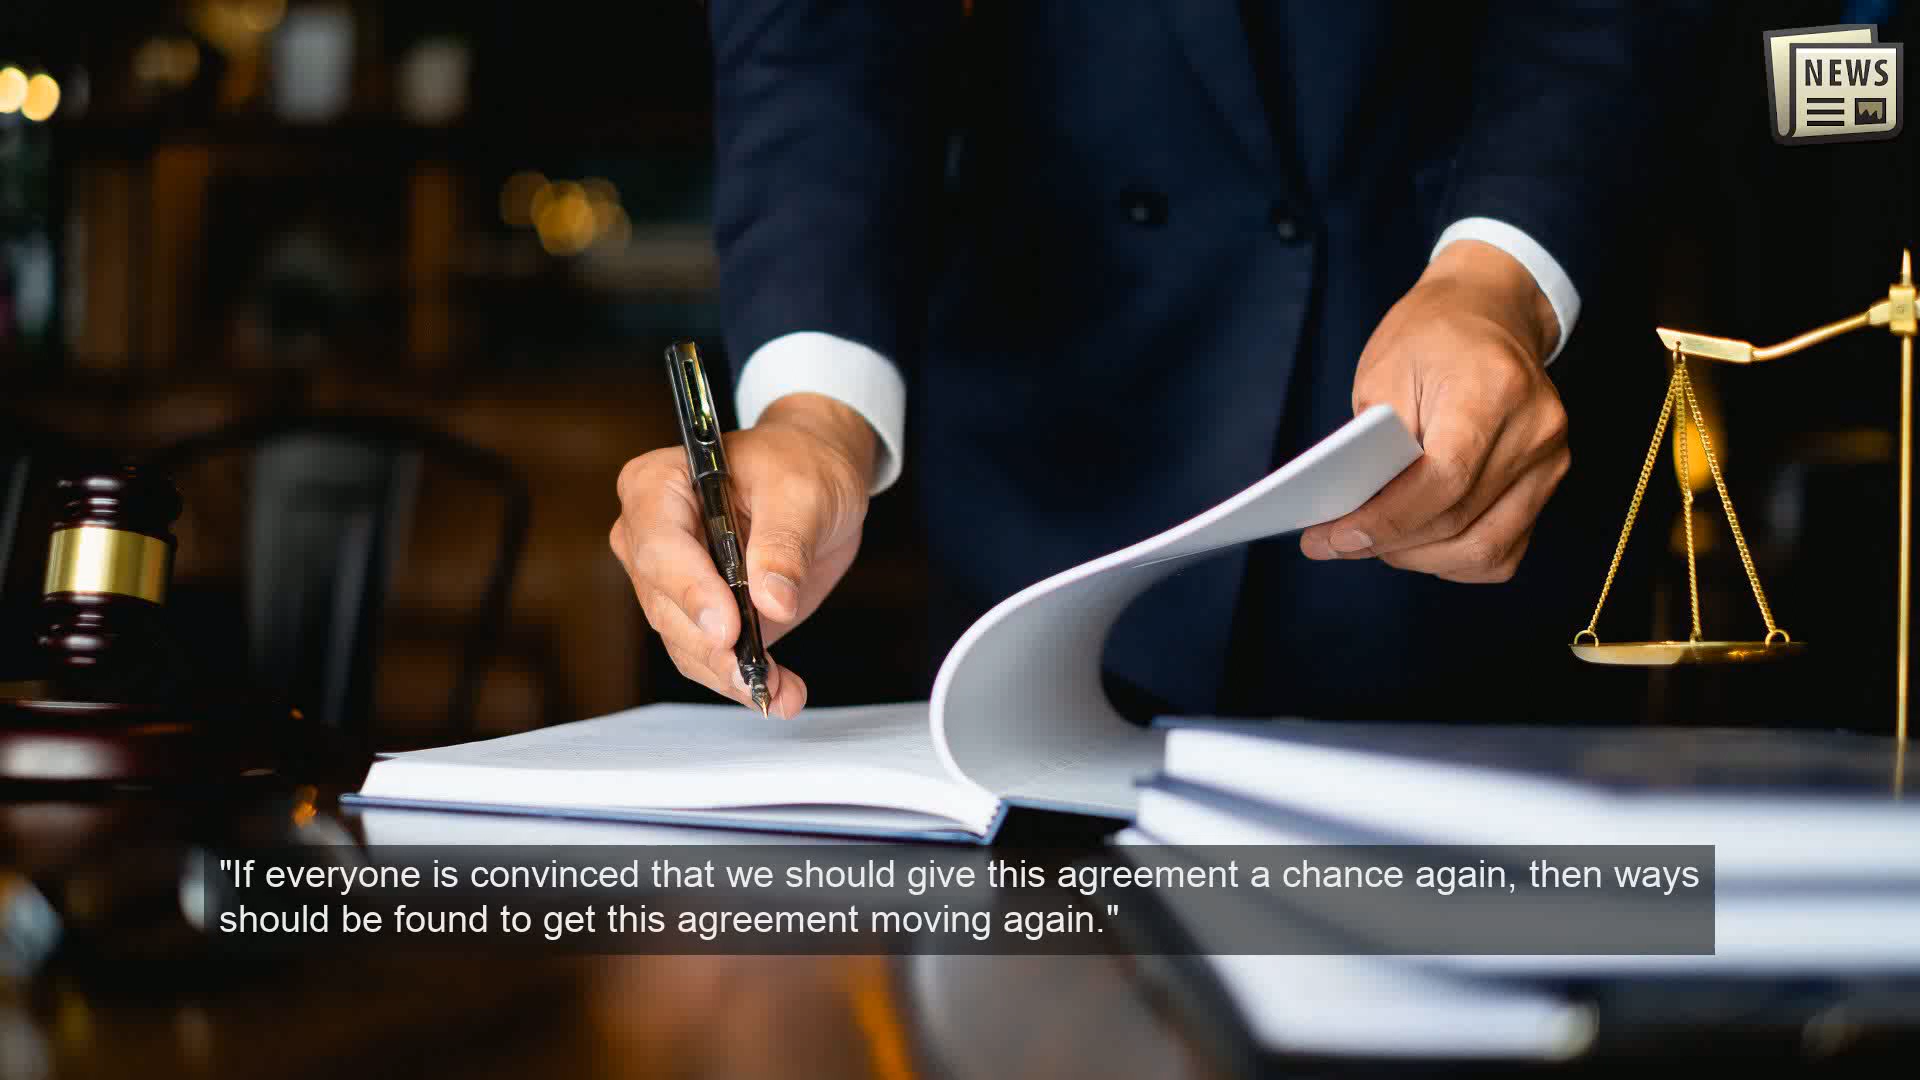 NEWS
"If everyone is convinced that we should give this agreement a chance again, then ways
should be found to get this agreement moving again."